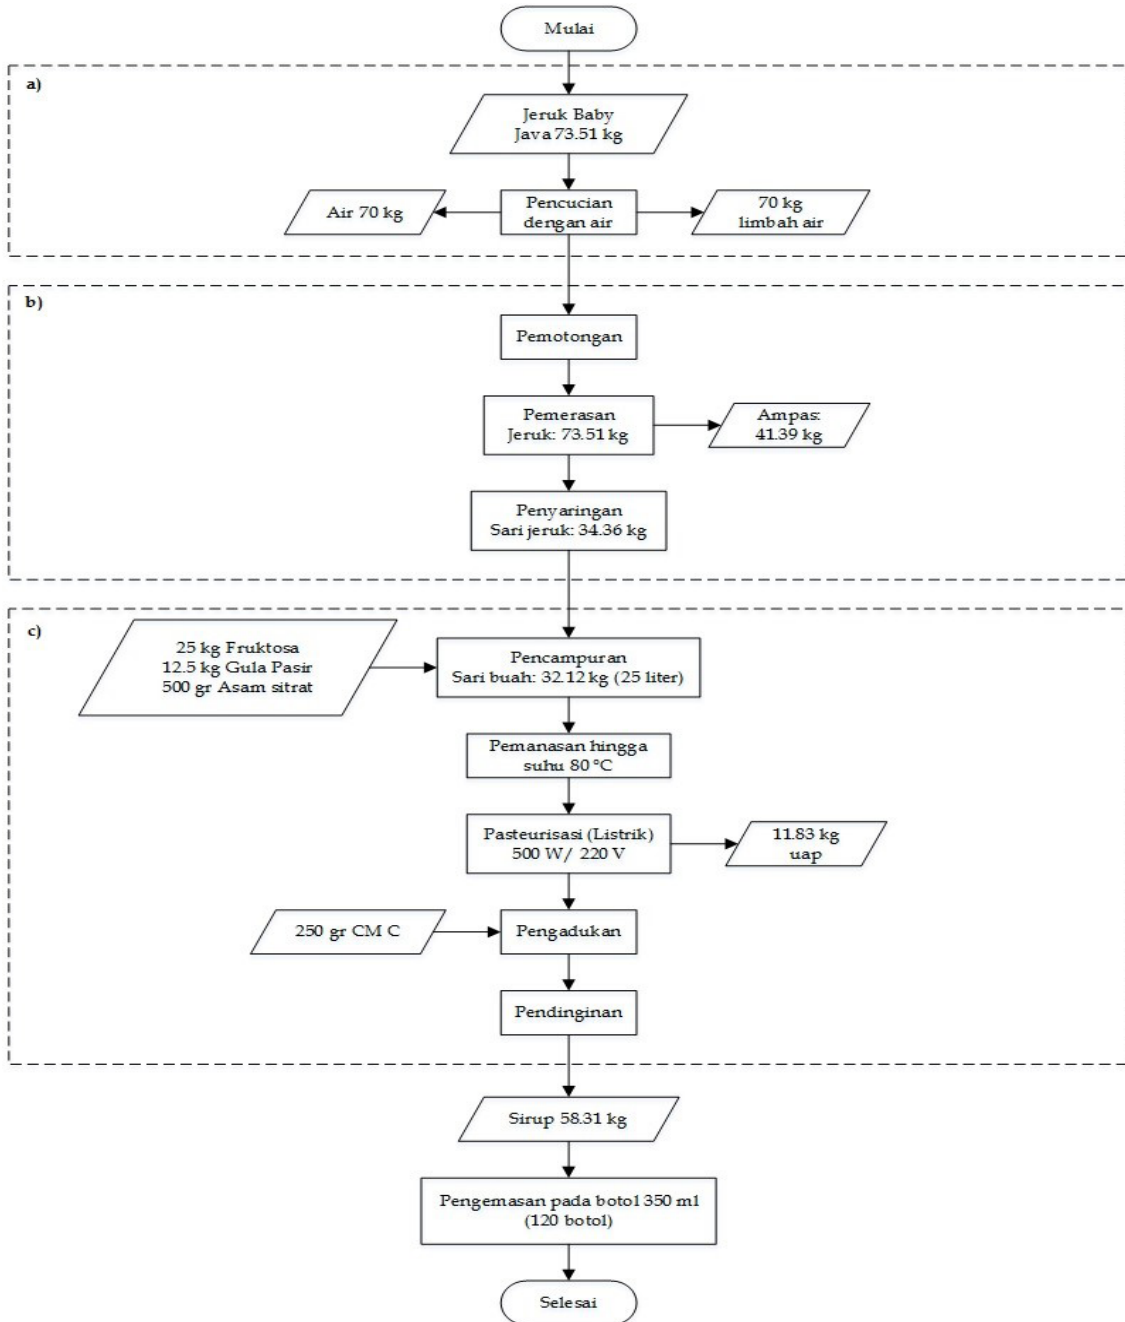 Mulai
a)
Jeruk Baby
Java 73.51 kg
Air 70 kg
Pencucian
dengan air
70 kg
limbah air
b)
Pemotongan
Pemerasan
Jeruk: 73.51 kg
Ampas:
41.39 kg
Penyaringan
Sari jeruk: 34.36 kg
c)
25 kg Fruktosa
12.5 kg Gula Pasir
500 gr Asam sitrat
Pencampuran
Sari buah: 32.12 kg (25 liter)
Pemanasan hingga
suhu 80 °C
Pasteurisasi (Listrik)
500 W/ 220 V
11.83 kg
uap
250 gr CM C
Pengadukan
Pendinginan
Sirup 58.31 kg
Pengemasan pada botol 350 ml
(120 botol)
Selesai